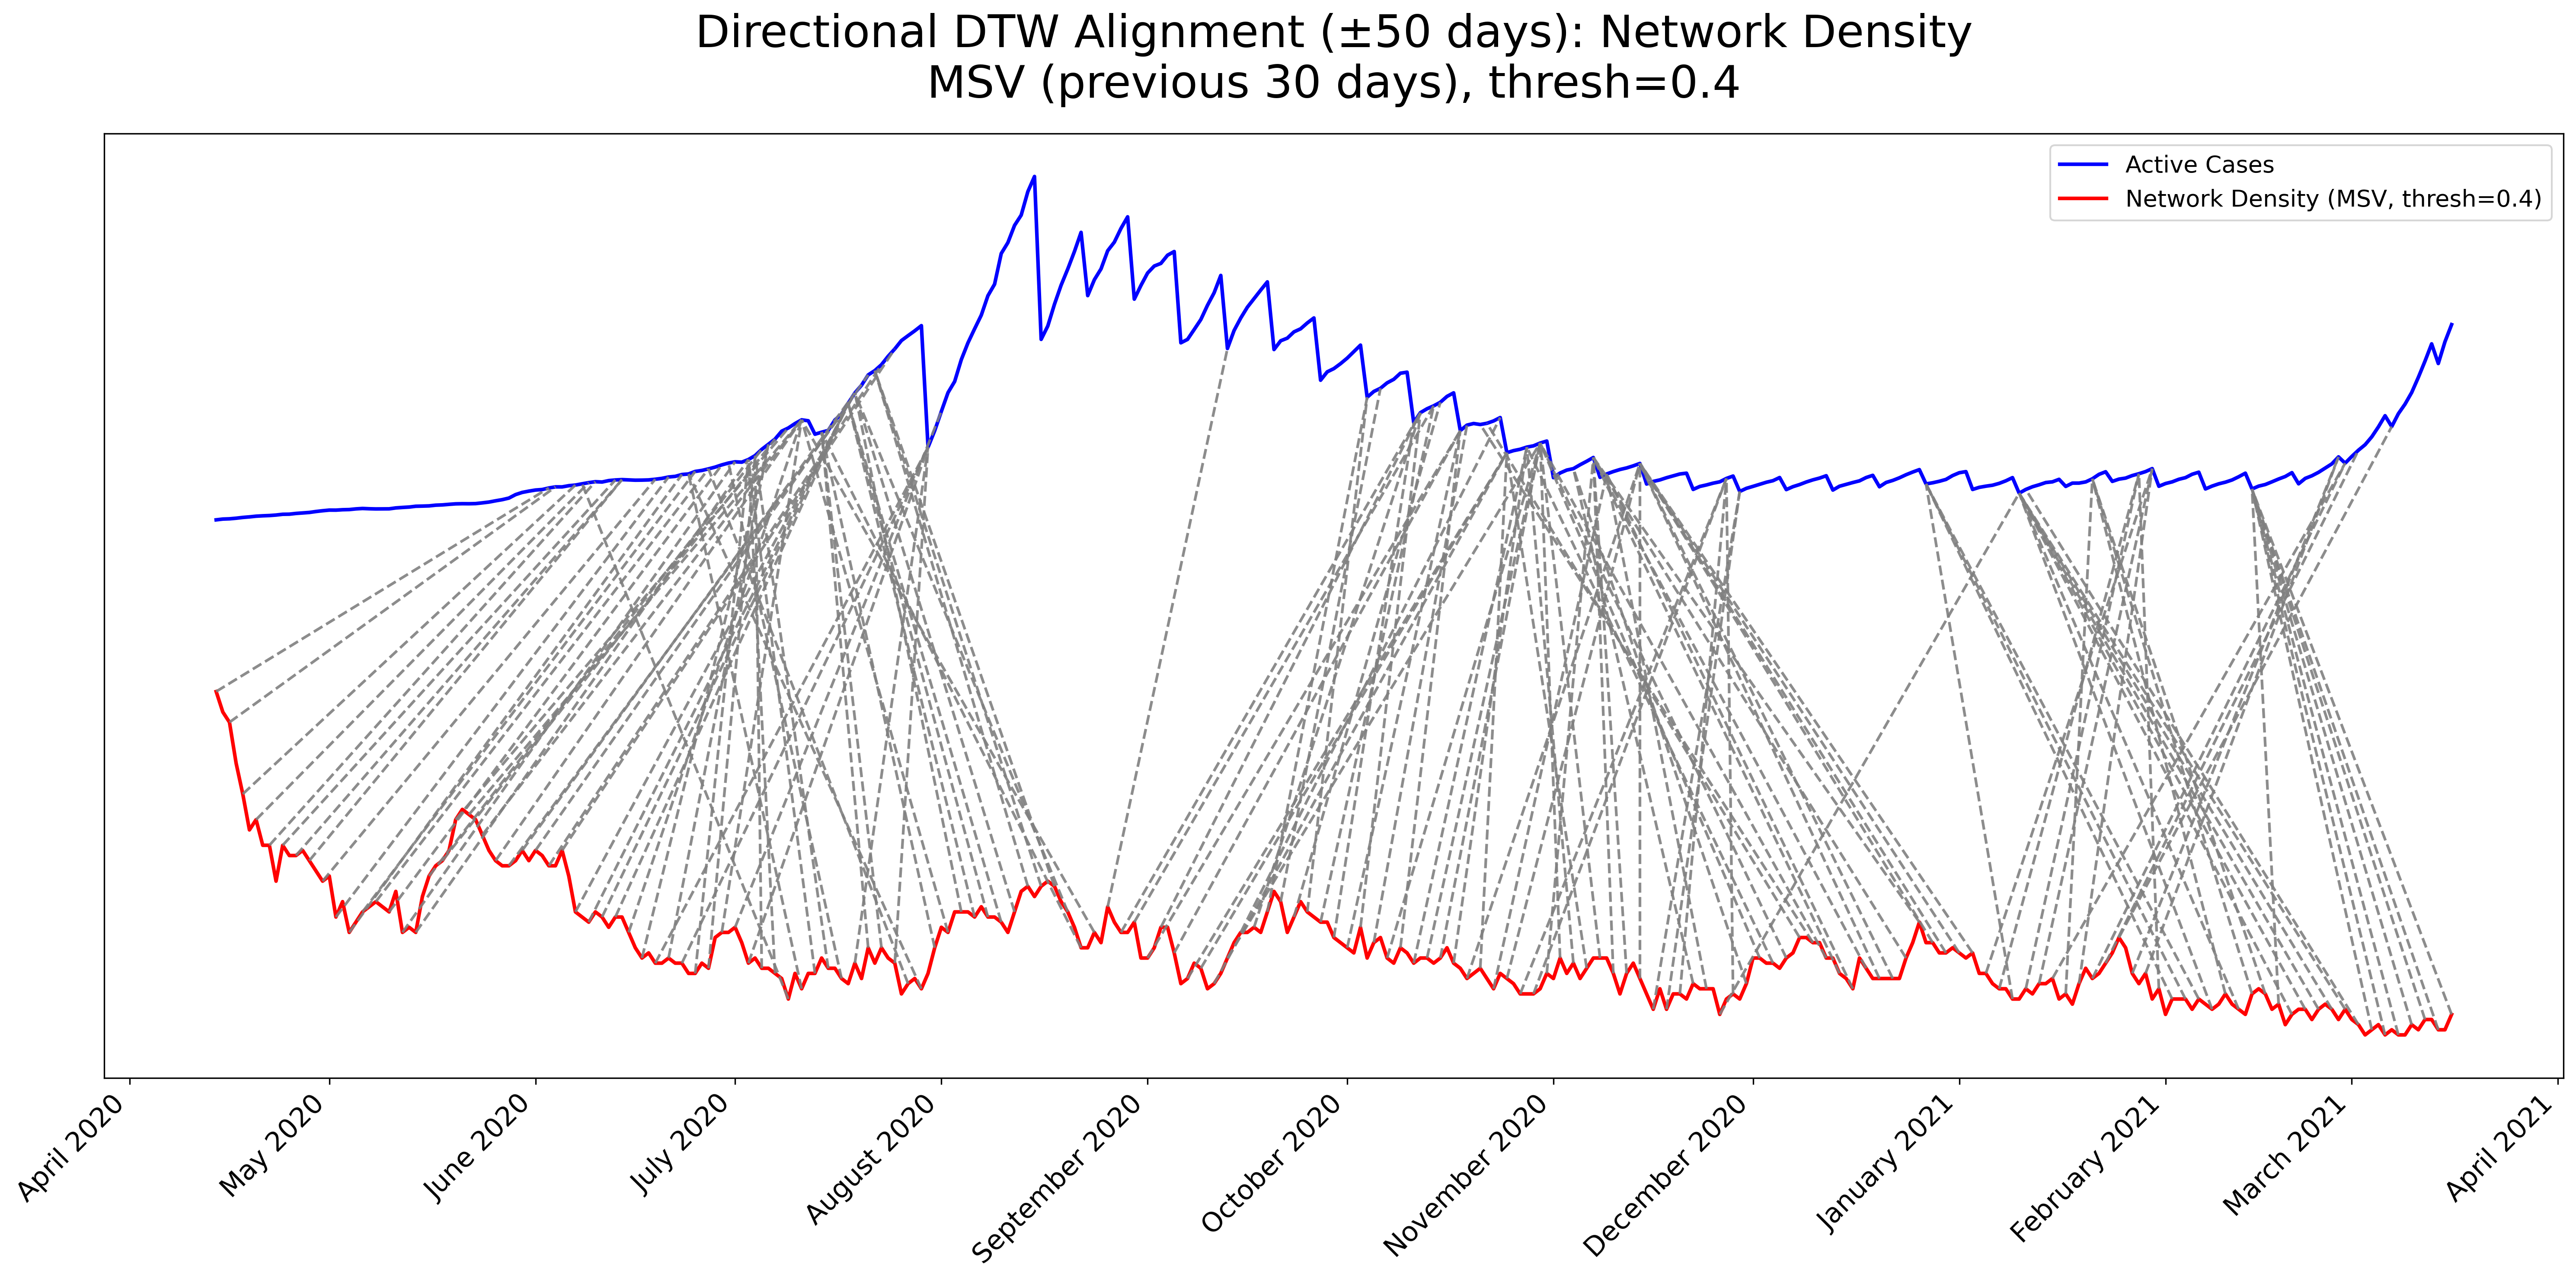 Directional DTW Alignment (±50 days): Network Density
MSV (previous 30 days), thresh=0.4
Active Cases
Network Density (MSV, thresh=0.4)
April 2020
May 2020
June 2020
July 2020
August 2020
September 2020
October 2020
November 2020
December 2020
January 2021
February 2021
March 2021
April 2021